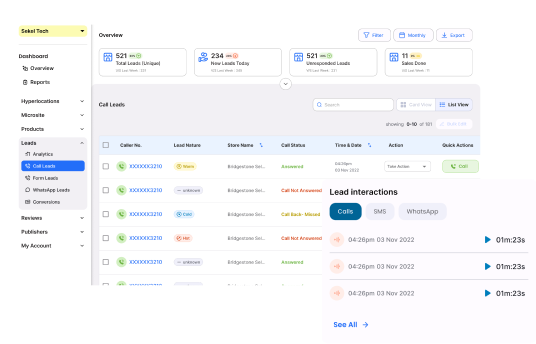 Sekel Tech
Dashboard
Overview
Reports
Hyperlocations
Microsite
Products
Leads
Analytics
Call Leads
Form Leads
WhatsApp Leads
Conversions
Reviews
Publishers
My Account
Overview
Filter
Monthly
Export
521
Total Leads (Unique)
234
New Leads Today
521
Unresponded Leads
11
Sales Done
Call Leads
Search
Card View
List View
showing 0-10 of 101
Caller No.
Lead Nature
Store Name
Call Status
Time & Date
Action
Quick Actions
XXXXXX3210
Warm
Bridgestone Sel...
Answered
04:26pm
03 Nov 2022
Take Action
Call
XXXXXX3210
unknown
Bridgestone Sel...
Call Not Answered
XXXXXX3210
Cold
Bridgestone Sel...
Call Back - Missed
XXXXXX3210
Hot
Bridgestone Sel...
Call Not Answered
XXXXXX3210
unknown
Bridgestone Sel...
Answered
Lead interactions
Calls
SMS
WhatsApp
04:26pm 03 Nov 2022
01m:23s
04:26pm 03 Nov 2022
01m:23s
04:26pm 03 Nov 2022
01m:23s
See All